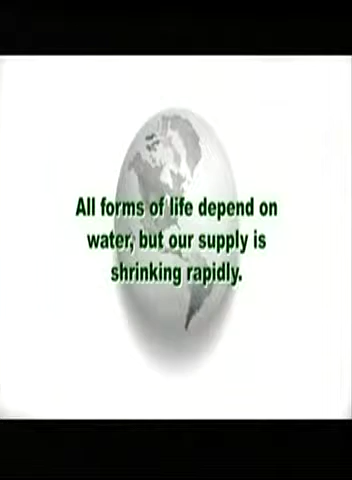 All forms of life depend on
water, but our supply is
shrinking rapidly.